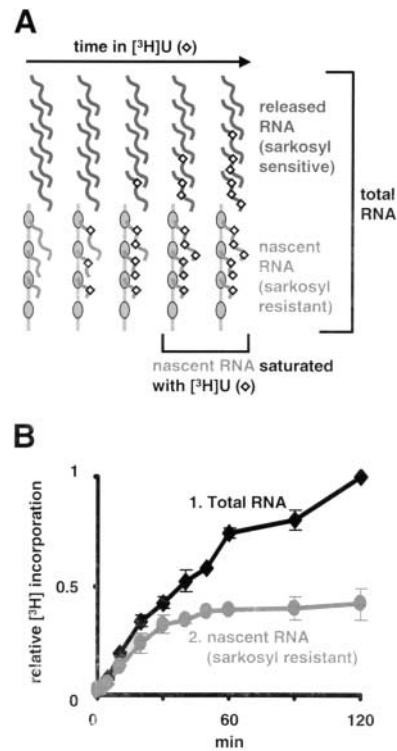 A
time in [³H]U (⋄)
released
RNA
(sarkosyl
sensitive)
total
RNA
nascent
RNA
(sarkosyl
resistant)
nascent RNA saturated
with [³H]U (⋄)
B
relative [³H] incorporation
1
0.5
0
1. Total RNA
2. nascent RNA
(sarkosyl resistant)
0
60
120
min